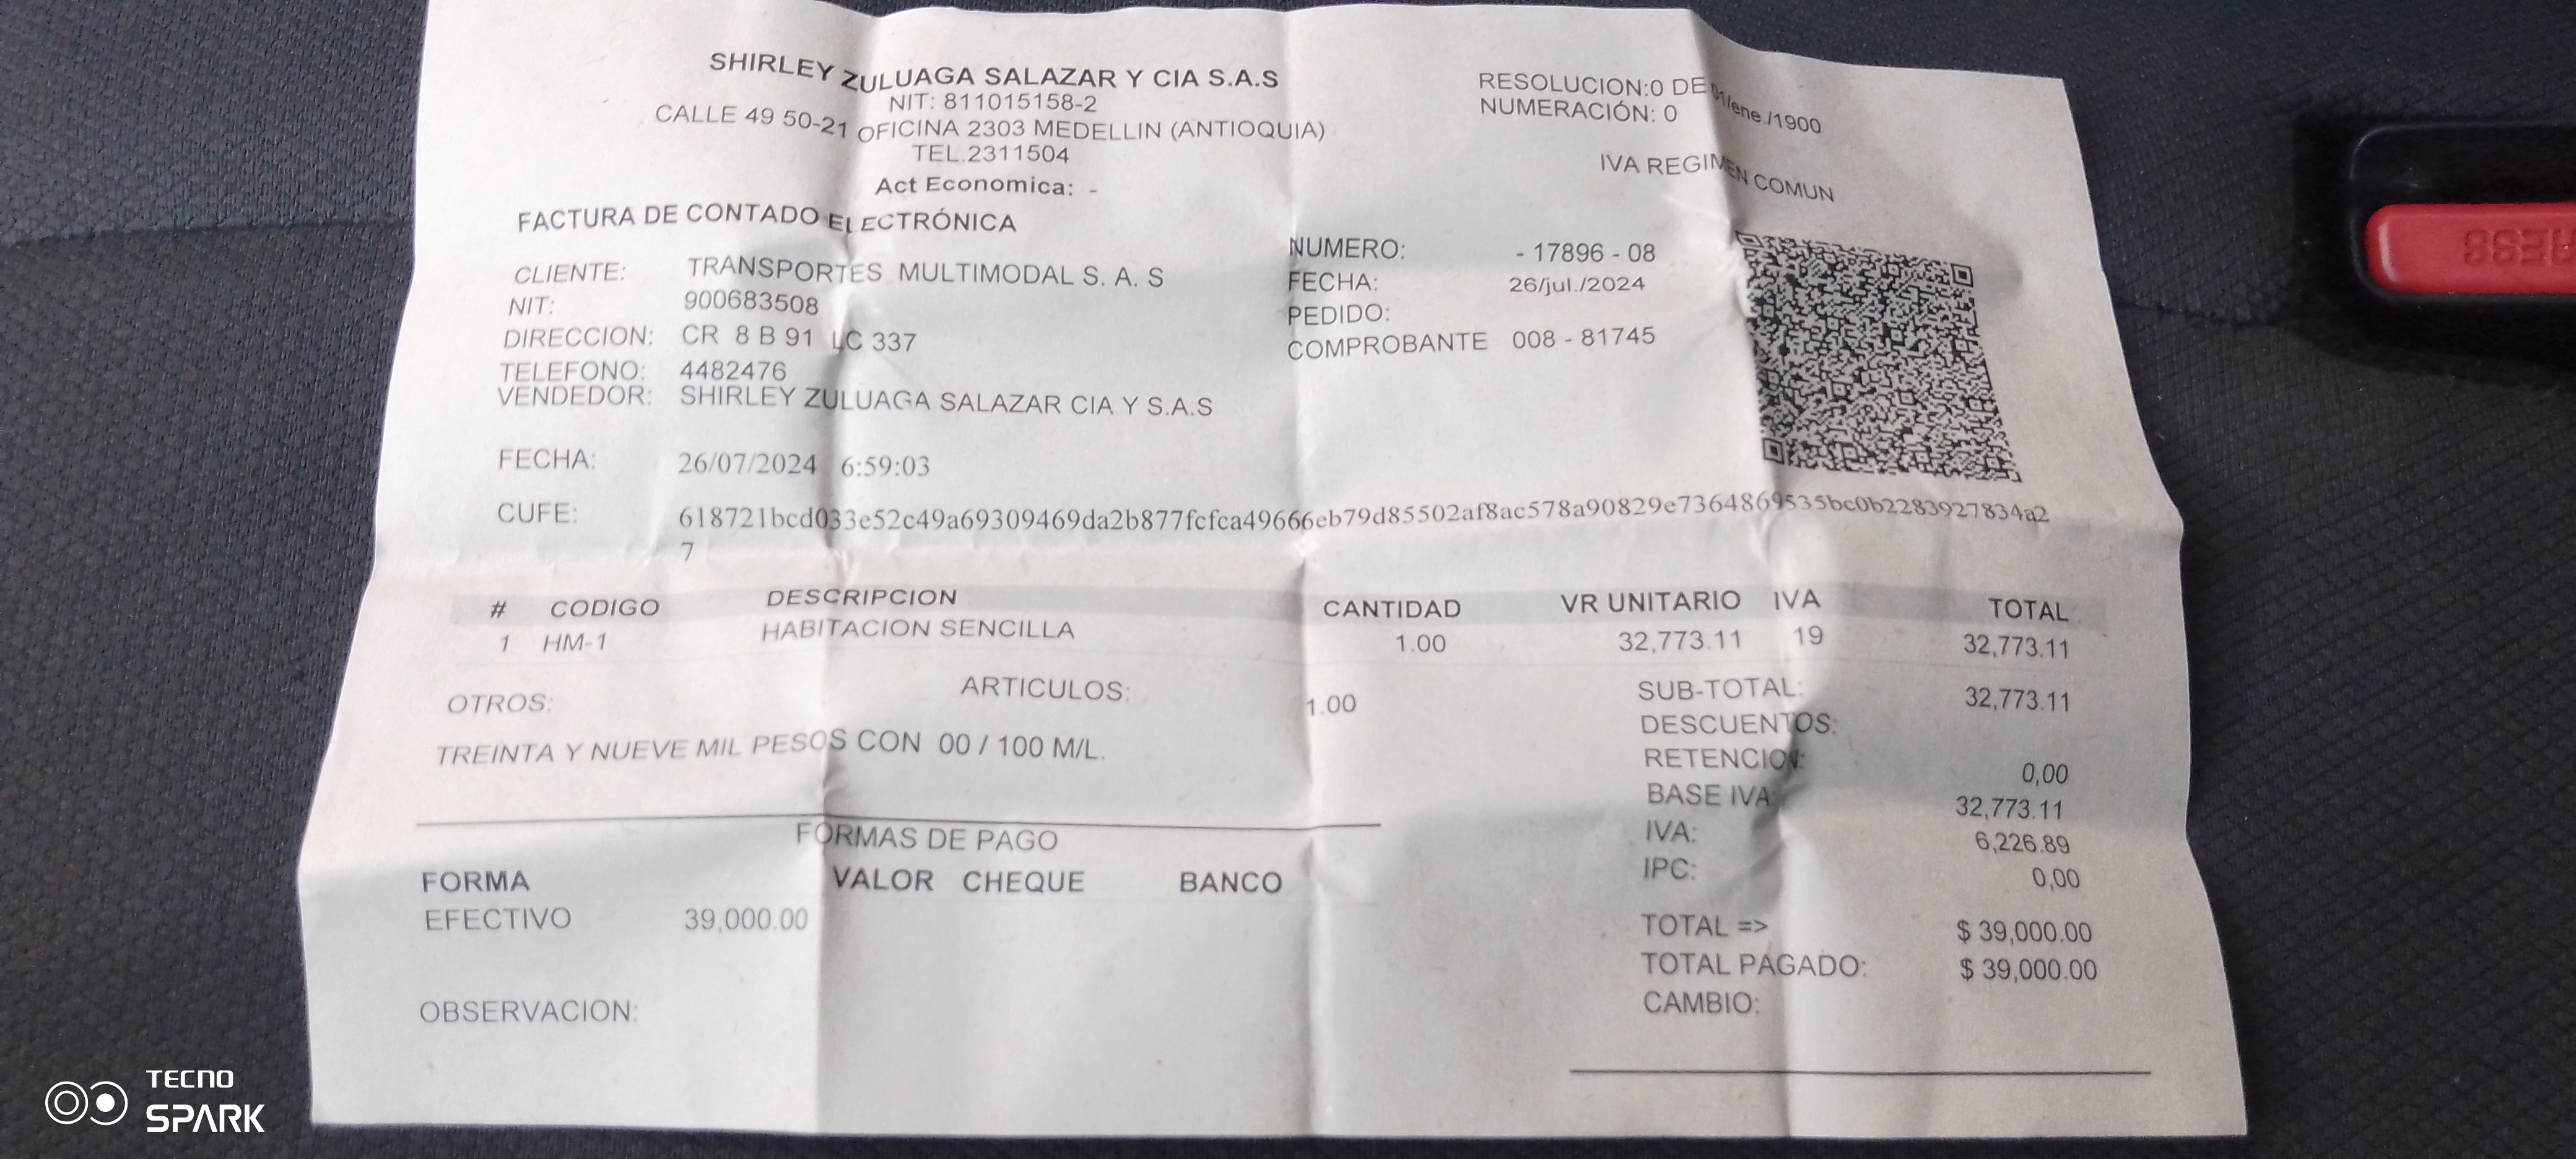 SHIRLEY ZULUAGA SALAZAR Y CIA S.A.S
NIT: 811015158-2
CALLE 49 50-21 OFICINA 2303 MEDELLIN (ANTIOQUIA)
TEL.2311504
Act Economica: -
RESOLUCION:0 DE 01/ene./1900
NUMERACIÓN: 0
IVA REGIMEN COMUN
FACTURA DE CONTADO ELECTRÓNICA
CLIENTE: TRANSPORTES MULTIMODAL S. A. S
NIT: 900683508
DIRECCION: CR 8 B 91 LC 337
TELEFONO: 4482476
VENDEDOR: SHIRLEY ZULUAGA SALAZAR CIA Y S.A.S
NUMERO: - 17896 - 08
FECHA: 26/jul./2024
PEDIDO:
COMPROBANTE 008 - 81745
FECHA: 26/07/2024 6:59:03
CUFE: 618721bcd033e52c49a69309469da2b877fcfca49666eb79d85502af8ac578a90829e7364869535bc0b2283927834a2
7
# CODIGO DESCRIPCION CANTIDAD VR UNITARIO IVA TOTAL
1 HM-1 HABITACION SENCILLA 1.00 32,773.11 19 32,773.11
OTROS: ARTICULOS: 1.00
TREINTA Y NUEVE MIL PESOS CON 00 / 100 M/L.
SUB-TOTAL: 32,773.11
DESCUENTOS:
RETENCION: 0,00
BASE IVA: 32,773.11
IVA: 6,226.89
IPC: 0,00
TOTAL => $ 39,000.00
TOTAL PAGADO: $ 39,000.00
CAMBIO:
FORMAS DE PAGO
FORMA VALOR CHEQUE BANCO
EFECTIVO 39,000.00
OBSERVACION:
TECNO
SPARK